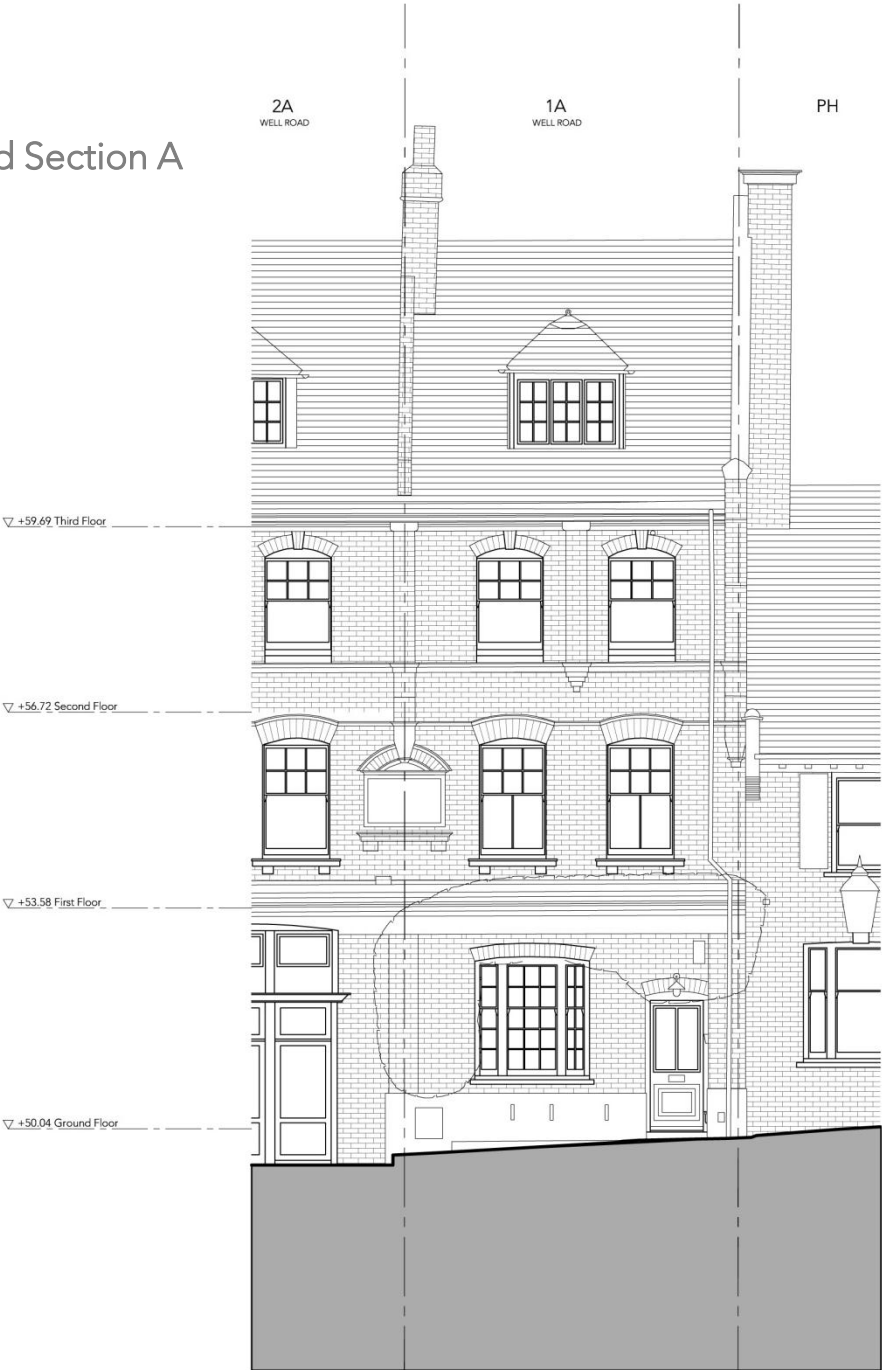 2A
WELL ROAD
1A
WELL ROAD
PH
d Section A
+59.69 Third Floor
+56.72 Second Floor
+53.58 First Floor
+50.04 Ground Floor